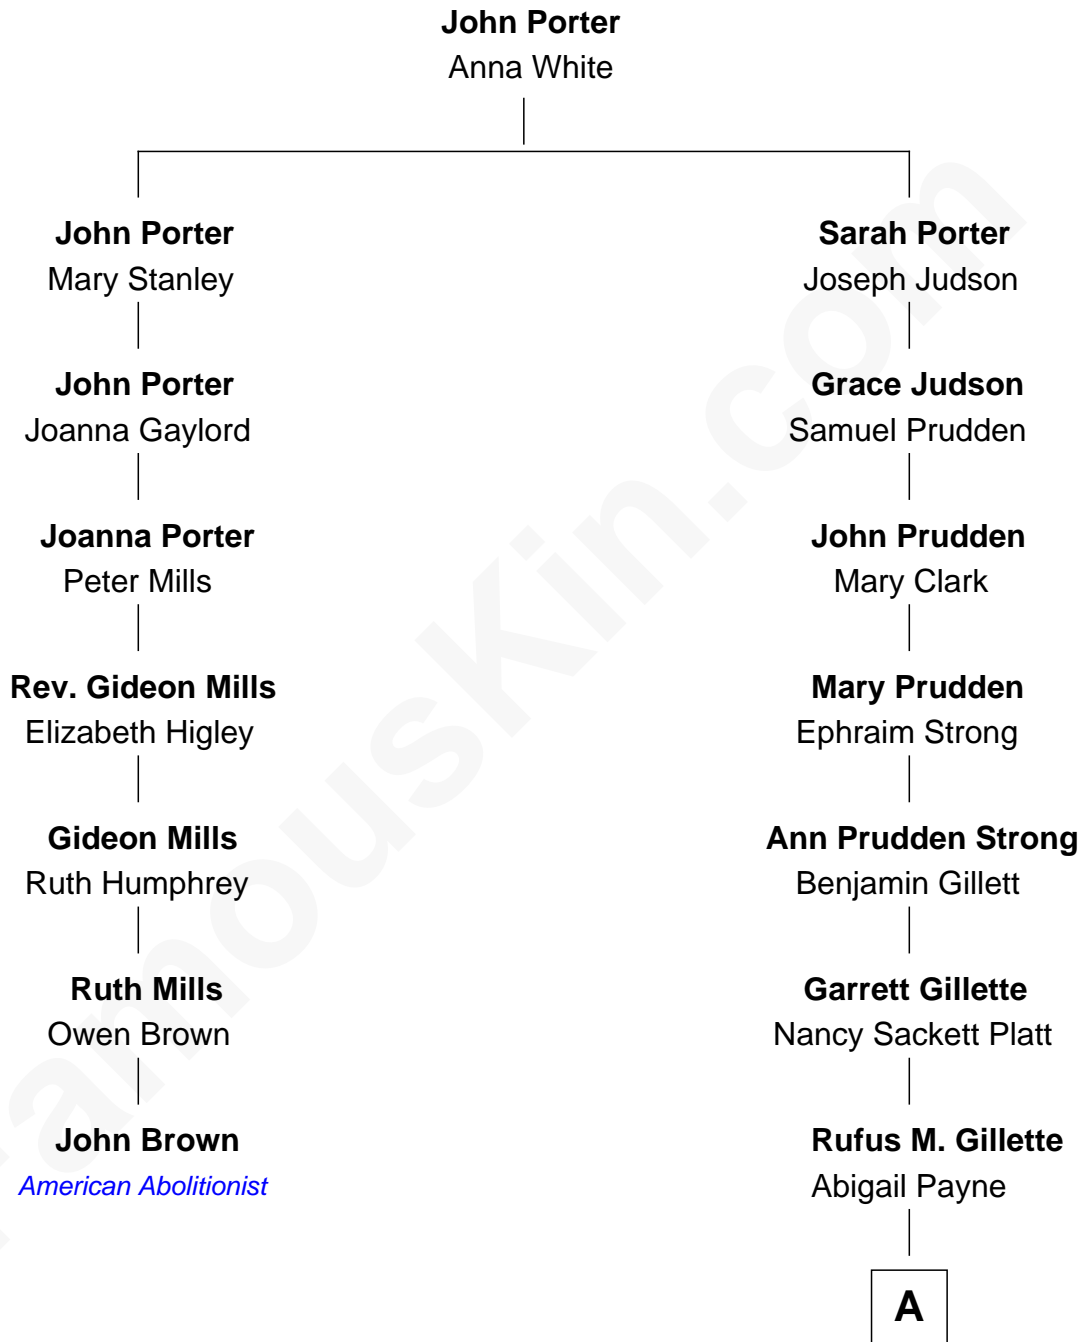 John Porter
Anna White
John Porter
Mary Stanley
Sarah Porter
Joseph Judson
John Porter
Joanna Gaylord
Grace Judson
Samuel Prudden
Joanna Porter
Peter Mills
John Prudden
Mary Clark
Rev. Gideon Mills
Elizabeth Higley
Mary Prudden
Ephraim Strong
Gideon Mills
Ruth Humphrey
Ann Prudden Strong
Benjamin Gillett
Ruth Mills
Owen Brown
Garrett Gillette
Nancy Sackett Platt
John Brown
American Abolitionist
Rufus M. Gillette
Abigail Payne
A
FamousKin.com